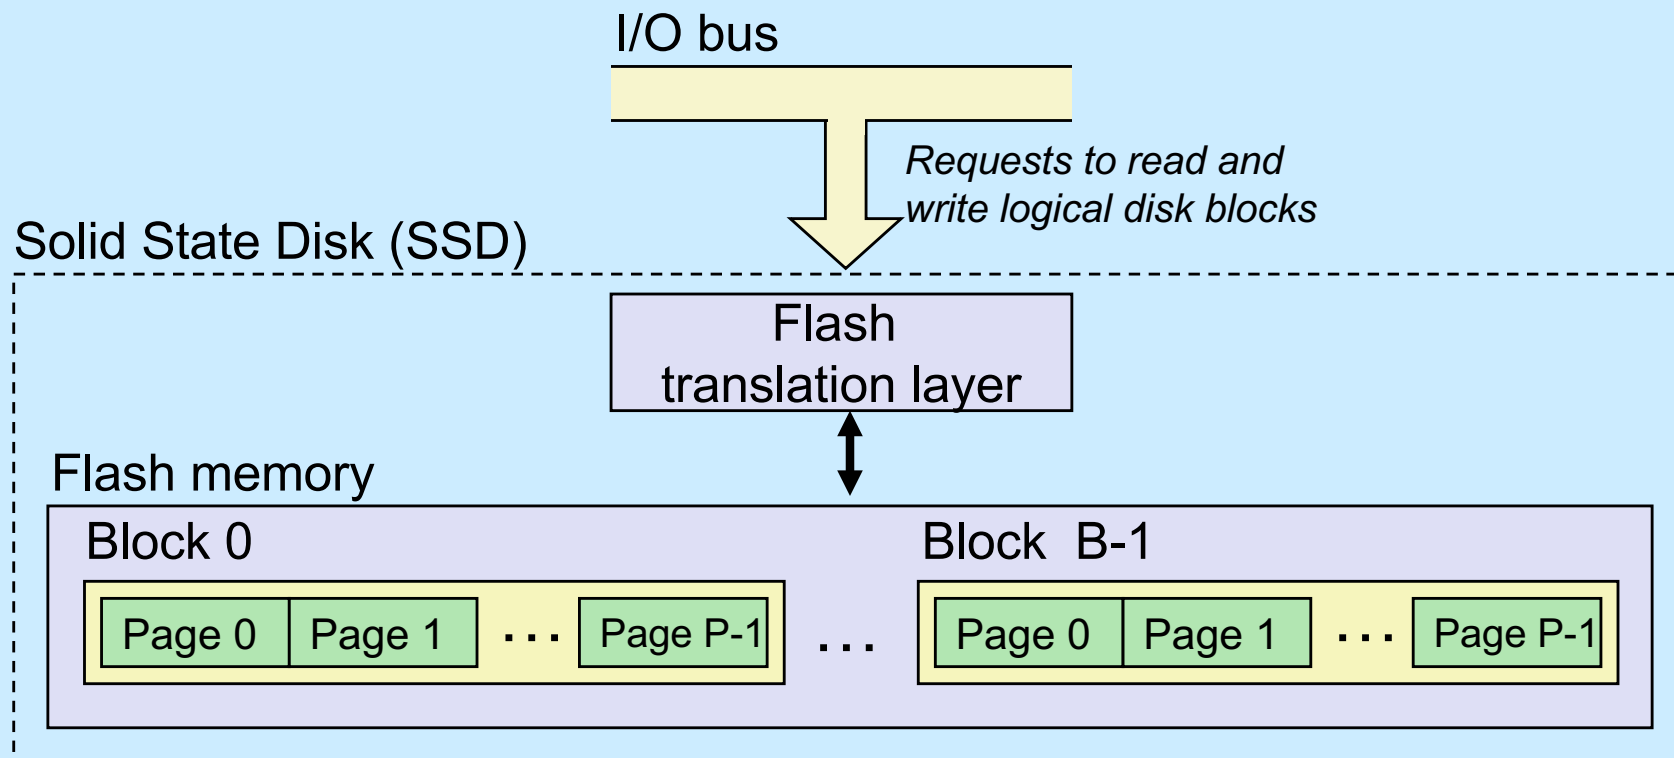 I/O bus
Requests to read and
write logical disk blocks
Solid State Disk (SSD)
Flash
translation layer
Flash memory
Block 0
Block B-1
Page 0 Page 1 ... Page P-1 ... Page 0 Page 1 ... Page P-1